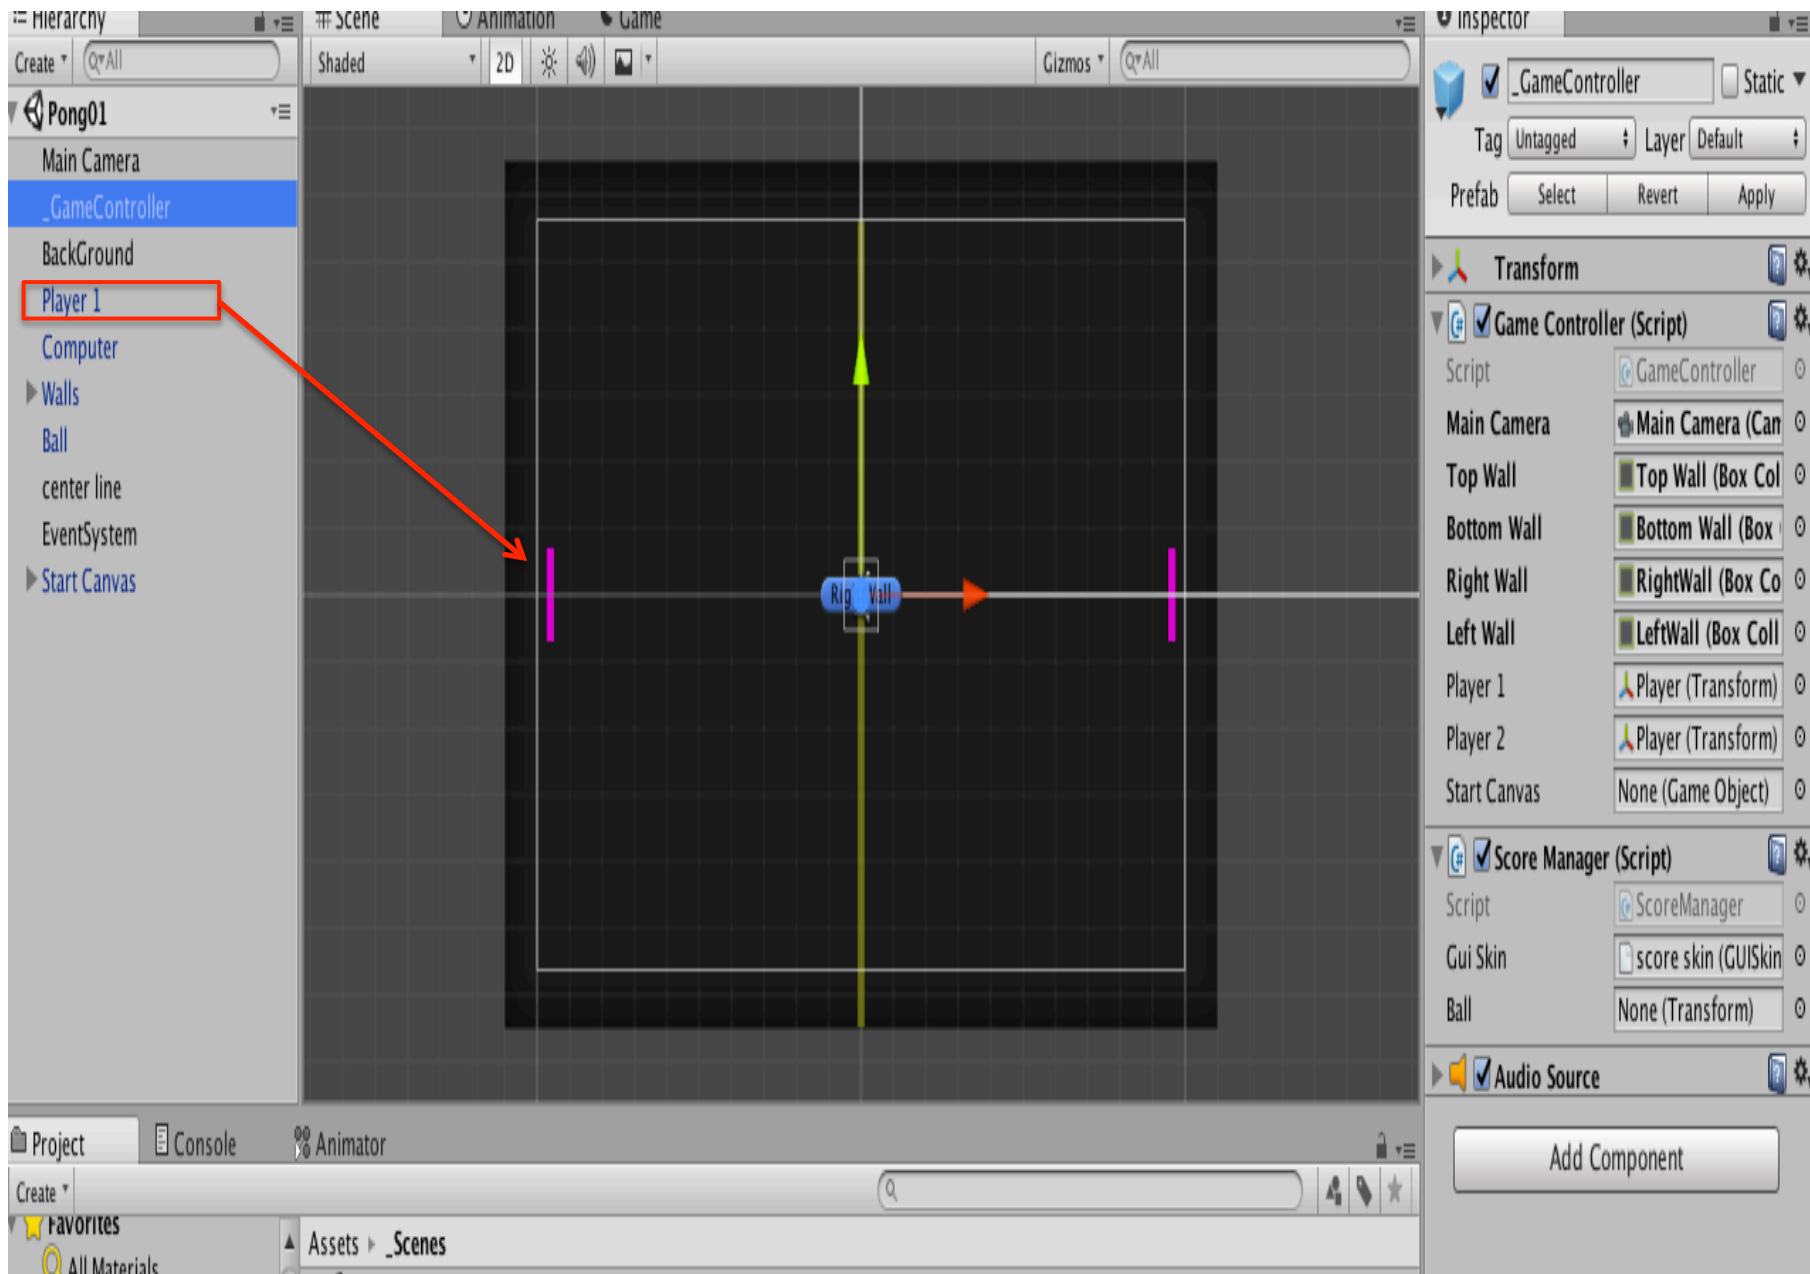 Hierarchy
Create
All
Pong01
Main Camera
_GameController
BackGround
Player 1
Computer
Walls
Ball
center line
EventSystem
Start Canvas
Scene
Animation
Game
Shaded
2D
Gizmos
All
Wall
Inspector
_GameController
Static
Tag Untagged Layer Default
Prefab Select Revert Apply
Transform
Game Controller (Script)
Script GameController
Main Camera Main Camera (Cam
Top Wall Top Wall (Box Col
Bottom Wall Bottom Wall (Box
Right Wall RightWall (Box Co
Left Wall LeftWall (Box Coll
Player 1 Player (Transform)
Player 2 Player (Transform)
Start Canvas None (Game Object)
Score Manager (Script)
Script ScoreManager
Gui Skin score skin (GUISkin
Ball None (Transform)
Audio Source
Add Component
Project
Console
Animator
Create
Favorites
All Materials
Assets _Scenes